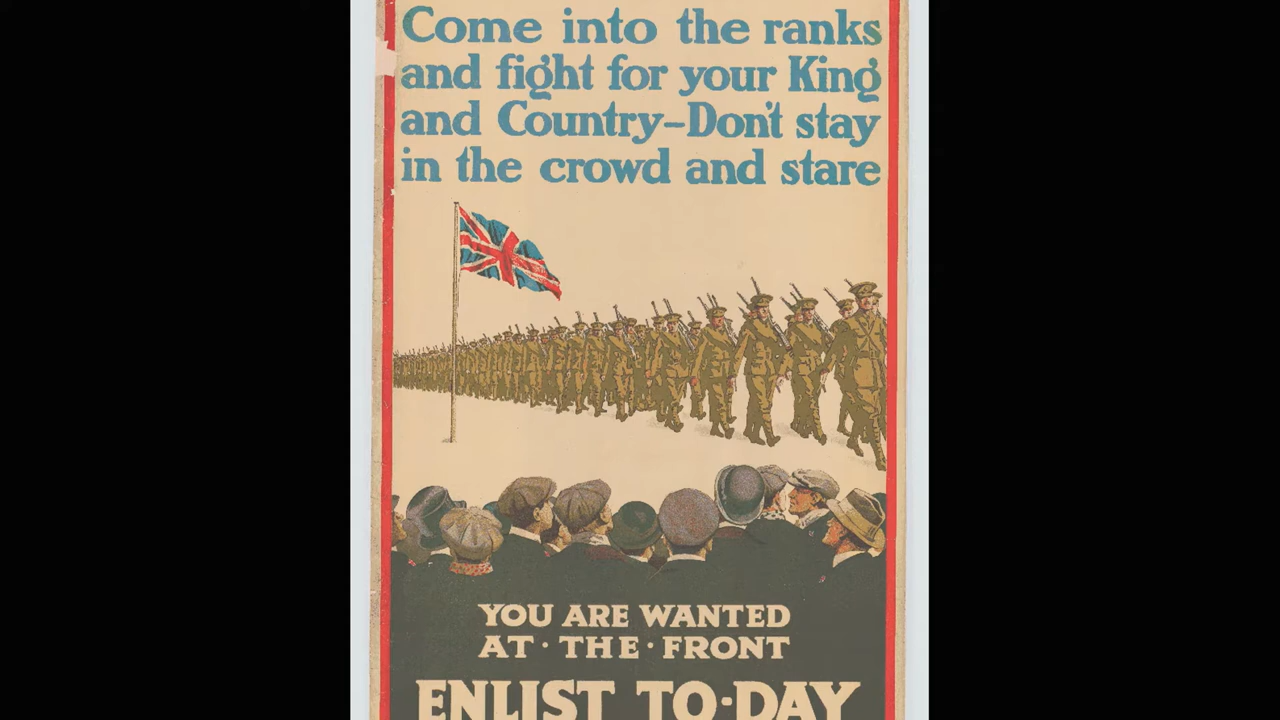 Come into the ranks
and fight for your King
and Country-Don't stay
in the crowd and stare
YOU ARE WANTED
AT · THE · FRONT
ENLIST TO-DAY